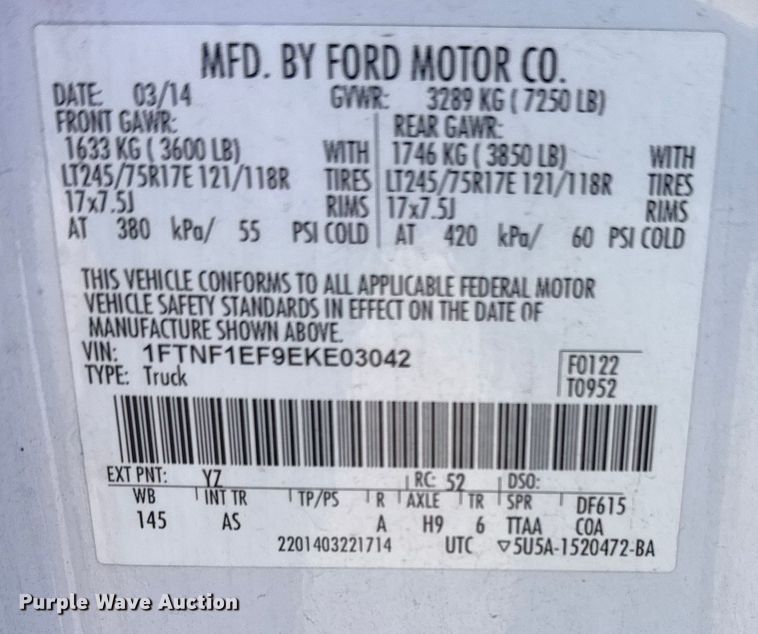 MFD. BY FORD MOTOR CO.
DATE: 03/14 GVWR: 3289 KG ( 7250 LB)
FRONT GAWR: REAR GAWR:
1633 KG ( 3600 LB) WITH 1746 KG ( 3850 LB) WITH
LT245/75R17E 121/118R TIRES LT245/75R17E 121/118R TIRES
17x7.5J RIMS 17x7.5J RIMS
AT 380 kPa/ 55 PSI COLD AT 420 kPa/ 60 PSI COLD
THIS VEHICLE CONFORMS TO ALL APPLICABLE FEDERAL MOTOR
VEHICLE SAFETY STANDARDS IN EFFECT ON THE DATE OF
MANUFACTURE SHOWN ABOVE.
VIN: 1FTNF1EF9EKE03042 F0122
TYPE: Truck T0952
EXT PNT: YZ RC: 52 DSO:
WB INT TR TP/PS R AXLE TR SPR DF615
145 AS A H9 6 TTAA COA
2201403221714 UTC ▽5U5A-1520472-BA
Purple Wave Auction